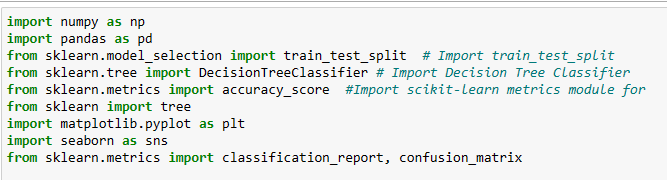 import numpy as np
import pandas as pd
from sklearn.model_selection import train_test_split  # Import train_test_split
from sklearn.tree import DecisionTreeClassifier # Import Decision Tree Classifier
from sklearn.metrics import accuracy_score  #Import scikit-learn metrics module for
from sklearn import tree
import matplotlib.pyplot as plt
import seaborn as sns
from sklearn.metrics import classification_report, confusion_matrix